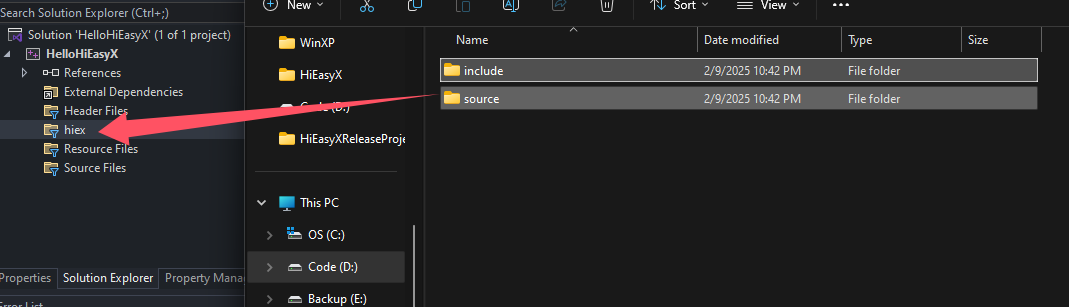 Search Solution Explorer (Ctrl+;)
Solution 'HelloHiEasyX' (1 of 1 project)
HelloHiEasyX
References
External Dependencies
Header Files
hiex
Resource Files
Source Files
Properties
Solution Explorer
Property Mana
Error List
New
Sort
View
WinXP
HiEasyX
Code (D:)
HiEasyXReleaseProje
This PC
OS (C:)
Code (D:)
Backup (E:)
Name
Date modified
Type
Size
include
2/9/2025 10:42 PM
File folder
source
2/9/2025 10:42 PM
File folder